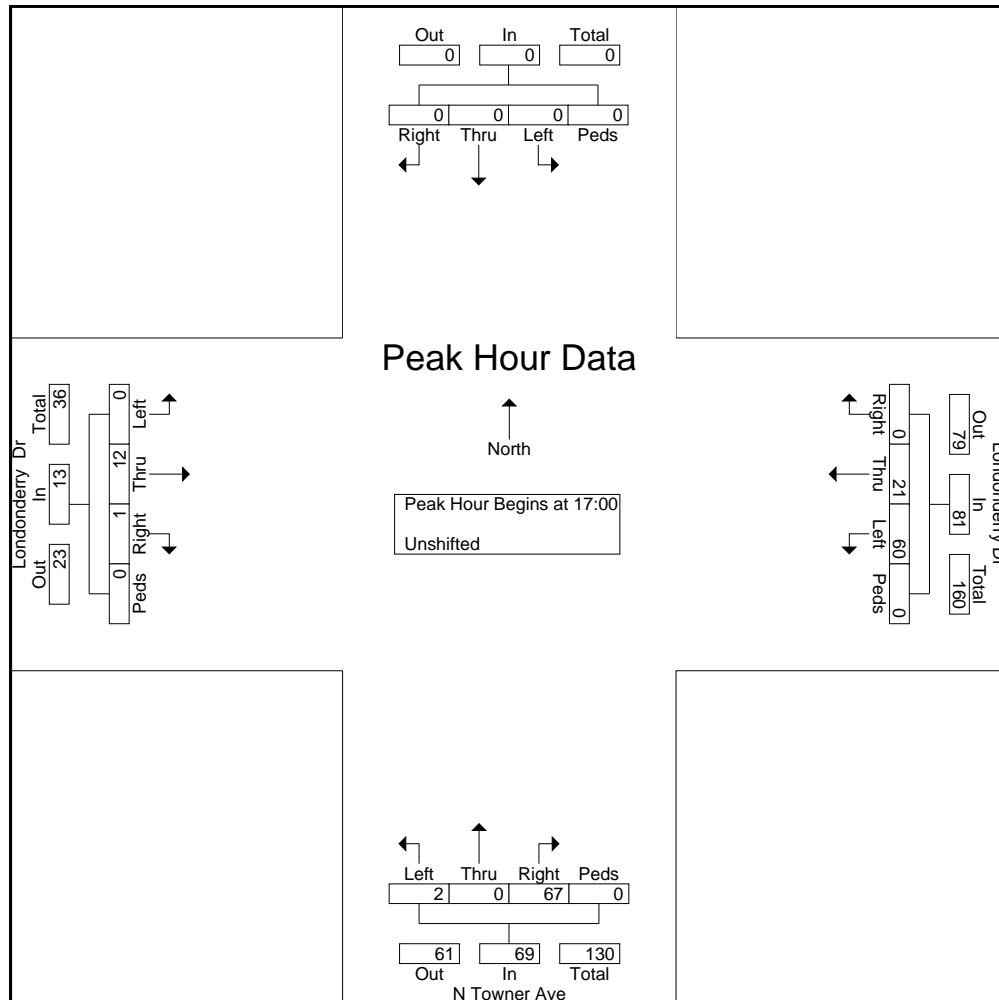 Out In Total
0 0 0
0 0 0 0
Right Thru Left Peds
Peak Hour Data
North
Peak Hour Begins at 17:00
Unshifted
Londonderry Dr
Total In Out
36 13 23
0 12 1 0
Left Thru Right Peds
Londonderry Dr
Out In Total
79 81 160
0 21 60 0
Right Thru Left Peds
Left Thru Right Peds
2 0 67 0
61 69 130
Out In Total
N Towner Ave